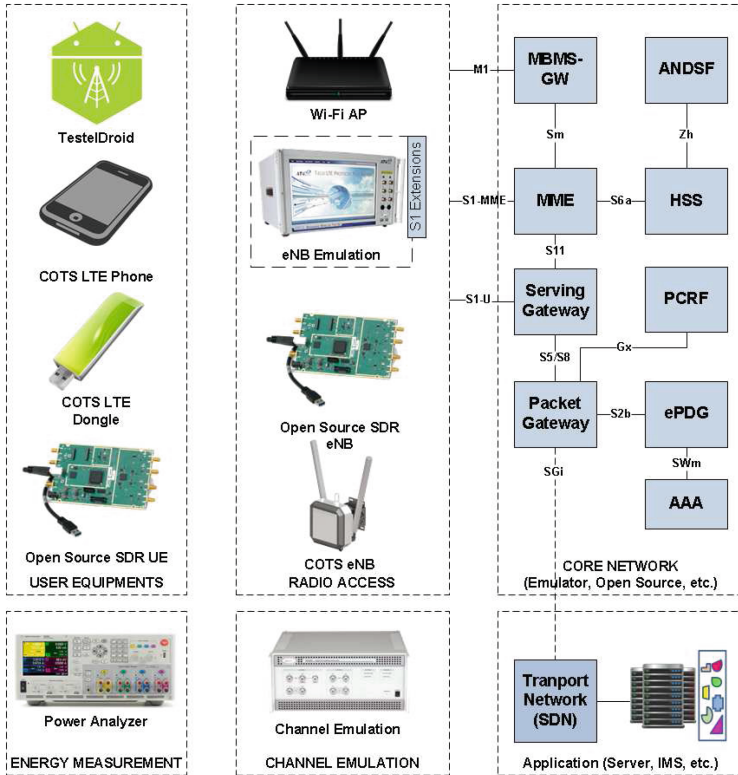 TestelDroid
COTS LTE Phone
COTS LTE
Dongle
Open Source SDR UE
USER EQUIPMENTS
Wi-Fi AP
S1 Extensions
eNB Emulation
Open Source SDR
eNB
COTS eNB
RADIO ACCESS
M1
S1-MME
S1-U
MBMS-
GW
ANDSF
Sm
Zh
MME
S6a
HSS
S11
Serving
Gateway
PCRF
S5/S8
Gx
Packet
Gateway
S2b
ePDG
SGi
SWm
AAA
CORE NETWORK
(Emulator, Open Source, etc.)
Power Analyzer
ENERGY MEASUREMENT
Channel Emulation
CHANNEL EMULATION
Tranport
Network
(SDN)
Application (Server, IMS, etc.)